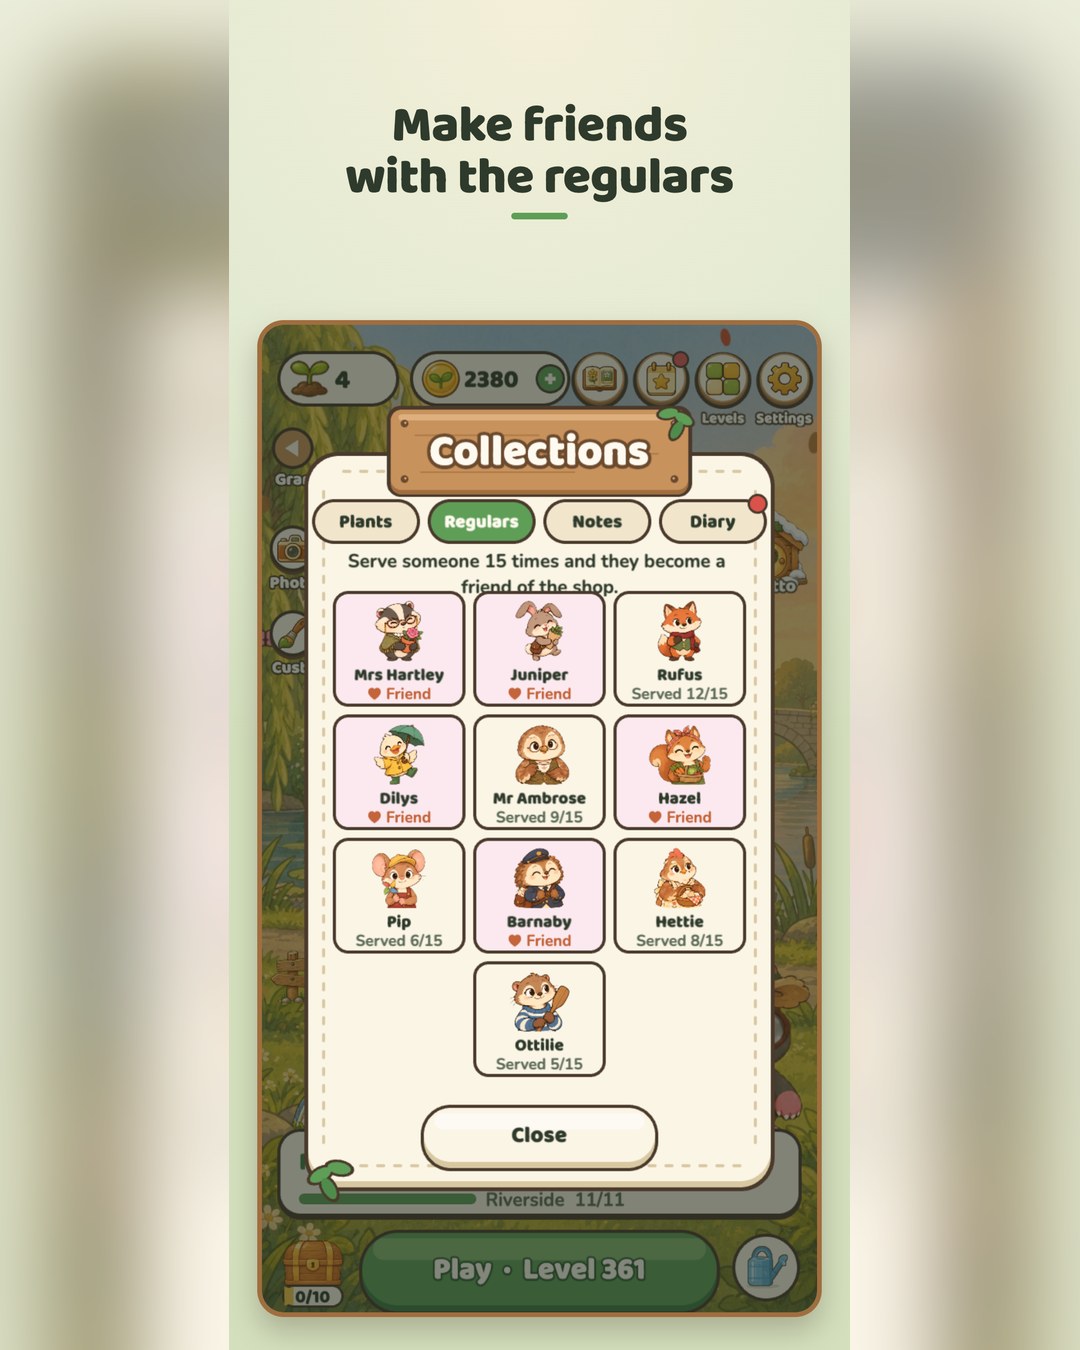 Make friends
with the regulars
4
2380
Levels
Settings
Collections
Plants
Regulars
Notes
Diary
Serve someone 15 times and they become a
friend of the shop.
Mrs Hartley
Friend
Juniper
Friend
Rufus
Served 12/15
Dilys
Friend
Mr Ambrose
Served 9/15
Hazel
Friend
Pip
Served 6/15
Barnaby
Friend
Hettie
Served 8/15
Ottilie
Served 5/15
Close
Riverside 11/11
0/10
Play • Level 361